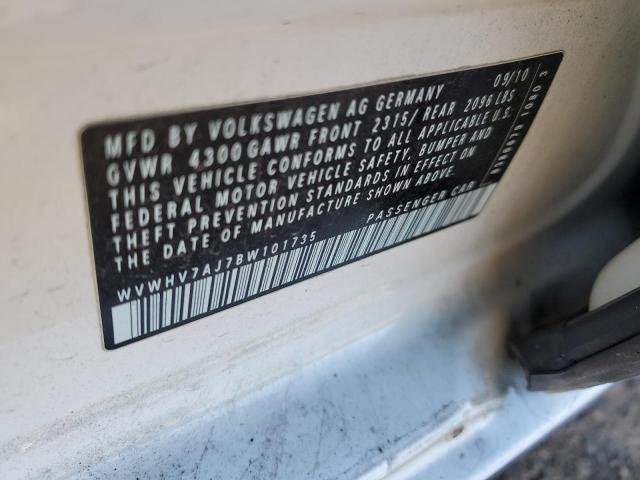 MFD BY VOLKSWAGEN AG GERMANY 09/10
GVWR 4300 GAWR FRONT 2315/ REAR 2096 LBS
THIS VEHICLE CONFORMS TO ALL APPLICABLE U.S.
FEDERAL MOTOR VEHICLE SAFETY, BUMPER AND
THEFT PREVENTION STANDARDS IN EFFECT ON
THE DATE OF MANUFACTURE SHOWN ABOVE.
PASSENGER CAR
WVWHV7AJ7BW101735
1080 3